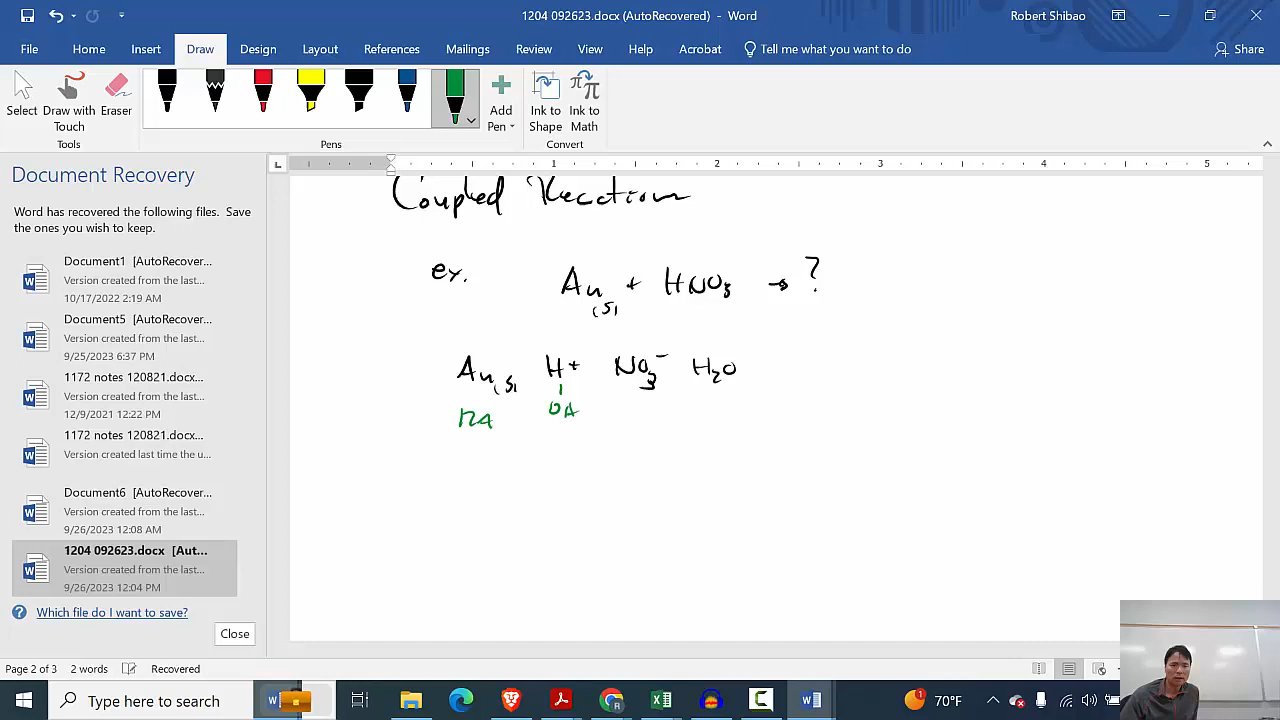 1204 092623.docx (AutoRecovered) - Word
Robert Shibao
File Home Insert Draw Design Layout References Mailings Review View Help Acrobat Tell me what you want to do Share
Select
Draw with Touch
Eraser
Add Pen
Ink to Shape
Ink to Math
Tools
Pens
Convert
1 2 3 4 5
Document Recovery
Word has recovered the following files. Save
the ones you wish to keep.
Document1 [AutoRecover...
Version created from the last...
10/17/2022 2:19 AM
Document5 [AutoRecover...
Version created from the last...
9/25/2023 6:37 PM
1172 notes 120821.docx...
Version created from the last...
12/9/2021 12:22 PM
1172 notes 120821.docx...
Version created last time the u...
Document6 [AutoRecover...
Version created from the last...
9/26/2023 12:08 AM
1204 092623.docx [Aut...
Version created from the last...
9/26/2023 12:04 PM
Which file do I want to save?
Close
Coupled Reactions
ex. Au(s) + HNO3 → ?
Au(s) H+ NO3- H2O
RA OA
Page 2 of 3 2 words Recovered
Type here to search
70°F